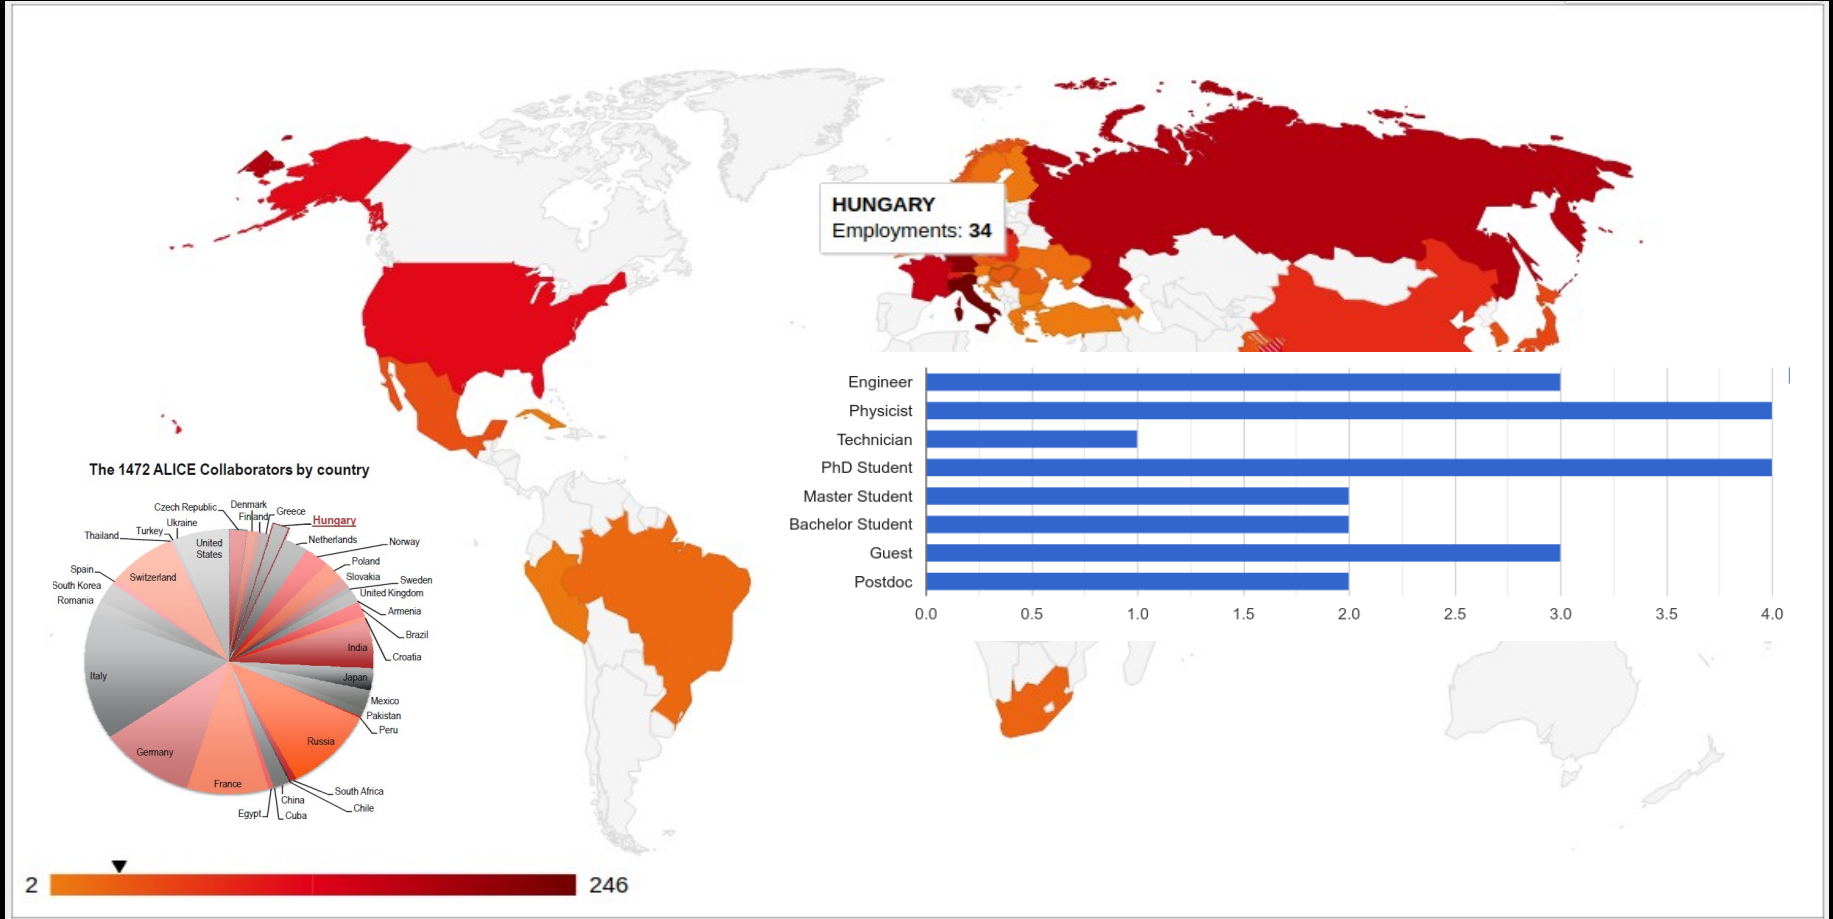 HUNGARY
Employments: 34
Engineer
Physicist
Technician
PhD Student
Master Student
Bachelor Student
Guest
Postdoc
0.0 0.5 1.0 1.5 2.0 2.5 3.0 3.5 4.0
The 1472 ALICE Collaborators by country
Czech Republic
Denmark
Finland
Greece
Hungary
Netherlands
Norway
Poland
Slovakia
Sweden
United Kingdom
Armenia
Brazil
Croatia
India
Japan
Mexico
Pakistan
Peru
Russia
South Africa
Chile
China
Cuba
Egypt
France
Germany
Italy
Romania
South Korea
Spain
Switzerland
Thailand
Turkey
Ukraine
United
States
2 246